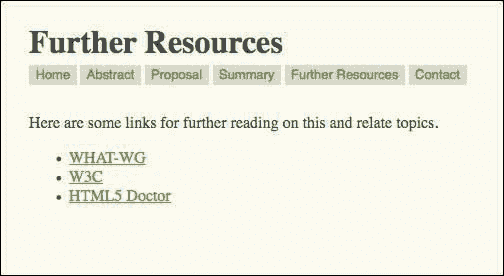 Further Resources
Home Abstract Proposal Summary Further Resources Contact
Here are some links for further reading on this and relate topics.
• WHAT-WG
• W3C
• HTML5 Doctor